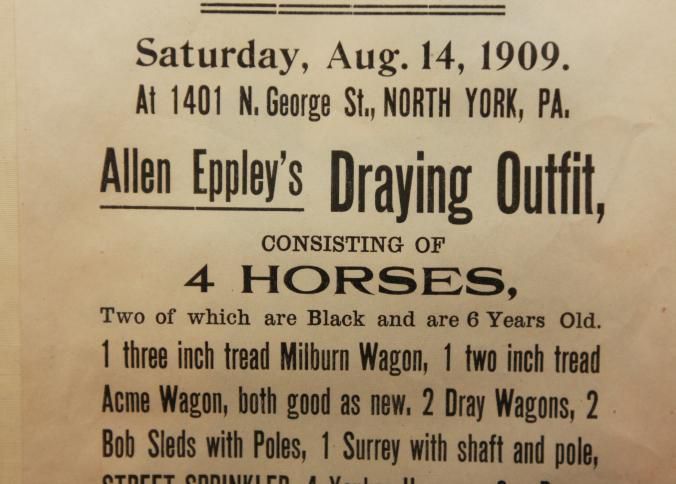 Saturday, Aug. 14, 1909.
At 1401 N. George St., NORTH YORK, PA.
Allen Eppley's Draying Outfit,
CONSISTING OF
4 HORSES,
Two of which are Black and are 6 Years Old.
1 three inch tread Milburn Wagon, 1 two inch tread
Acme Wagon, both good as new. 2 Dray Wagons, 2
Bob Sleds with Poles, 1 Surrey with shaft and pole,
STREET SPRINKLER, 4